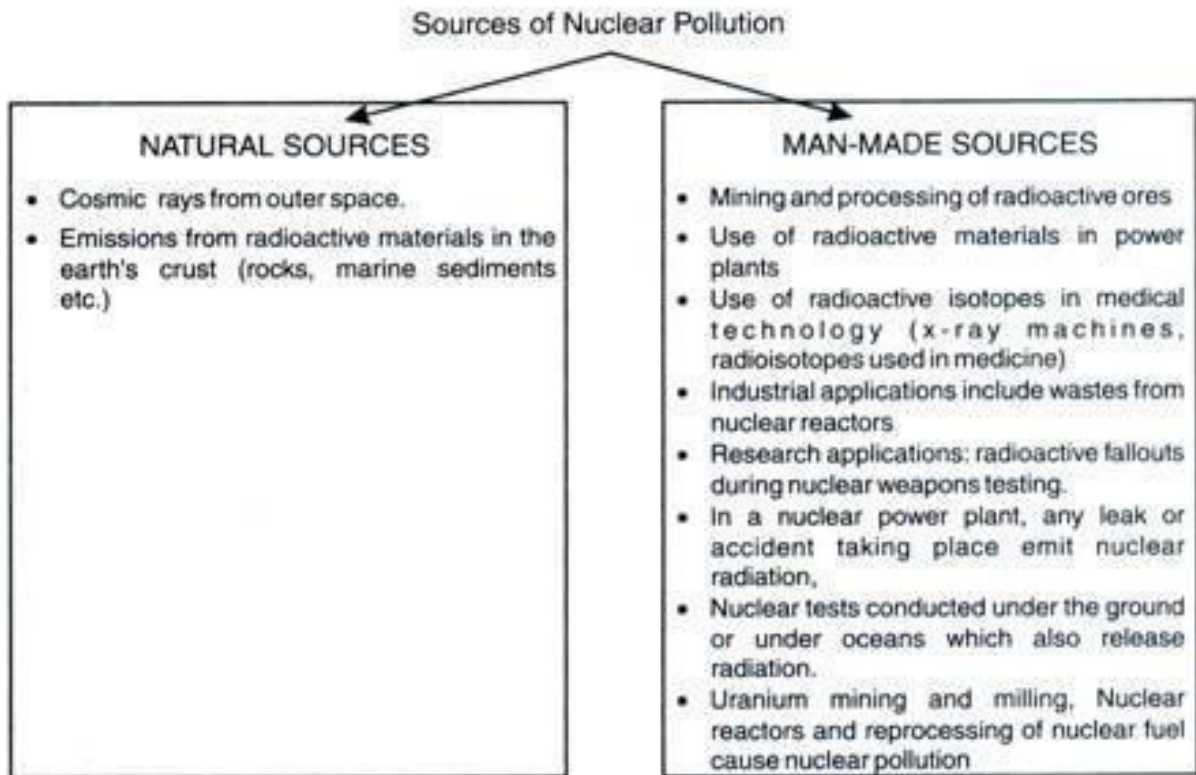 Sources of Nuclear Pollution
NATURAL SOURCES
• Cosmic rays from outer space.
• Emissions from radioactive materials in the
earth's crust (rocks, marine sediments
etc.)
MAN-MADE SOURCES
• Mining and processing of radioactive ores
• Use of radioactive materials in power
plants
• Use of radioactive isotopes in medical
technology (x-ray machines,
radioisotopes used in medicine)
• Industrial applications include wastes from
nuclear reactors
• Research applications: radioactive fallouts
during nuclear weapons testing.
• In a nuclear power plant, any leak or
accident taking place emit nuclear
radiation,
• Nuclear tests conducted under the ground
or under oceans which also release
radiation.
• Uranium mining and milling, Nuclear
reactors and reprocessing of nuclear fuel
cause nuclear pollution